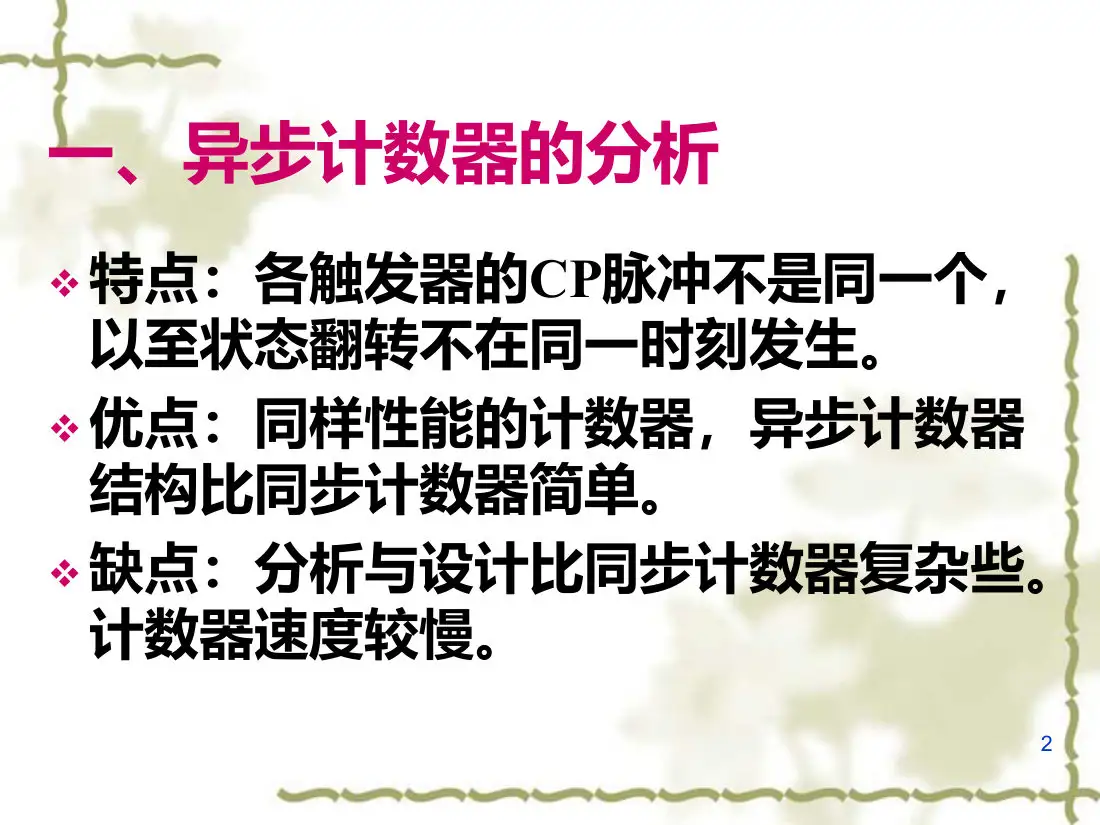 一、异步计数器的分析
特点：各触发器的CP脉冲不是同一个，
以至状态翻转不在同一时刻发生。
优点：同样性能的计数器，异步计数器
结构比同步计数器简单。
缺点：分析与设计比同步计数器复杂些。
计数器速度较慢。
2